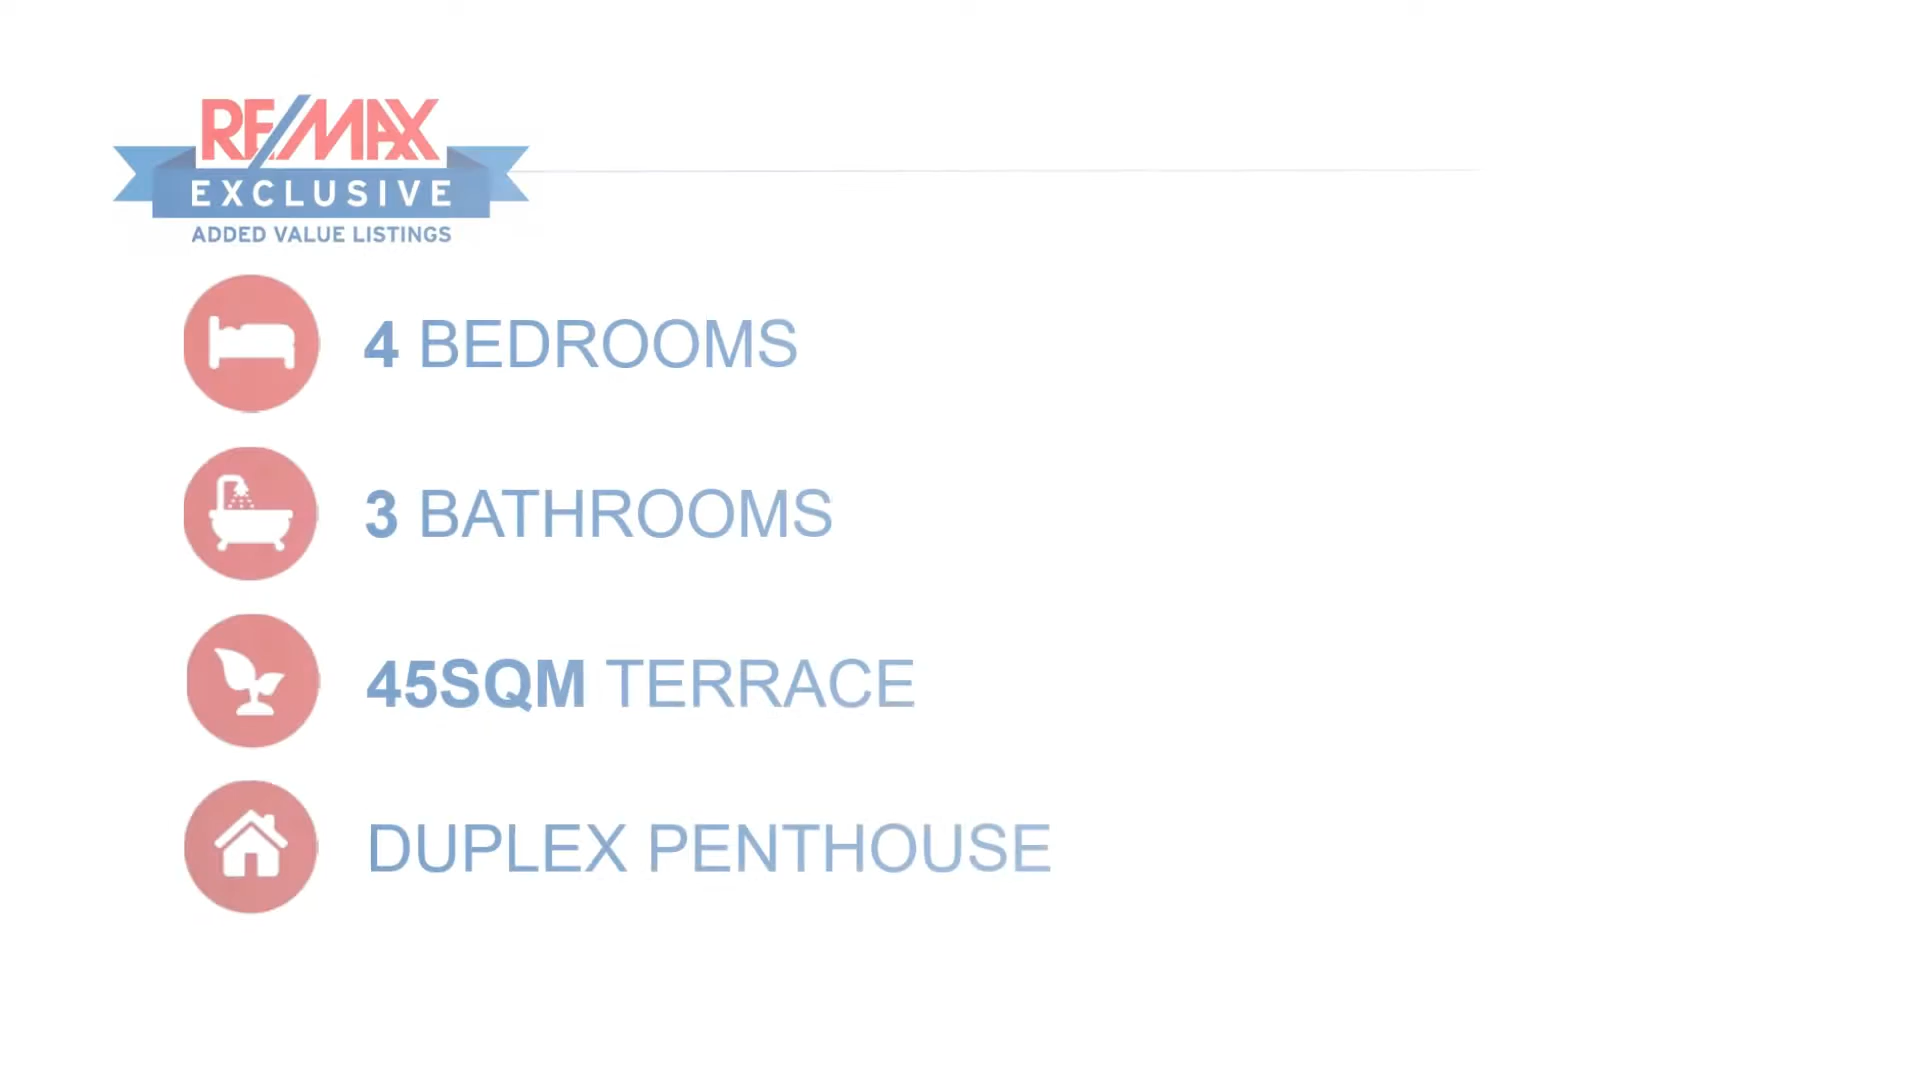 RE/MAX
EXCLUSIVE
ADDED VALUE LISTINGS
4 BEDROOMS
3 BATHROOMS
45SQM TERRACE
DUPLEX PENTHOUSE